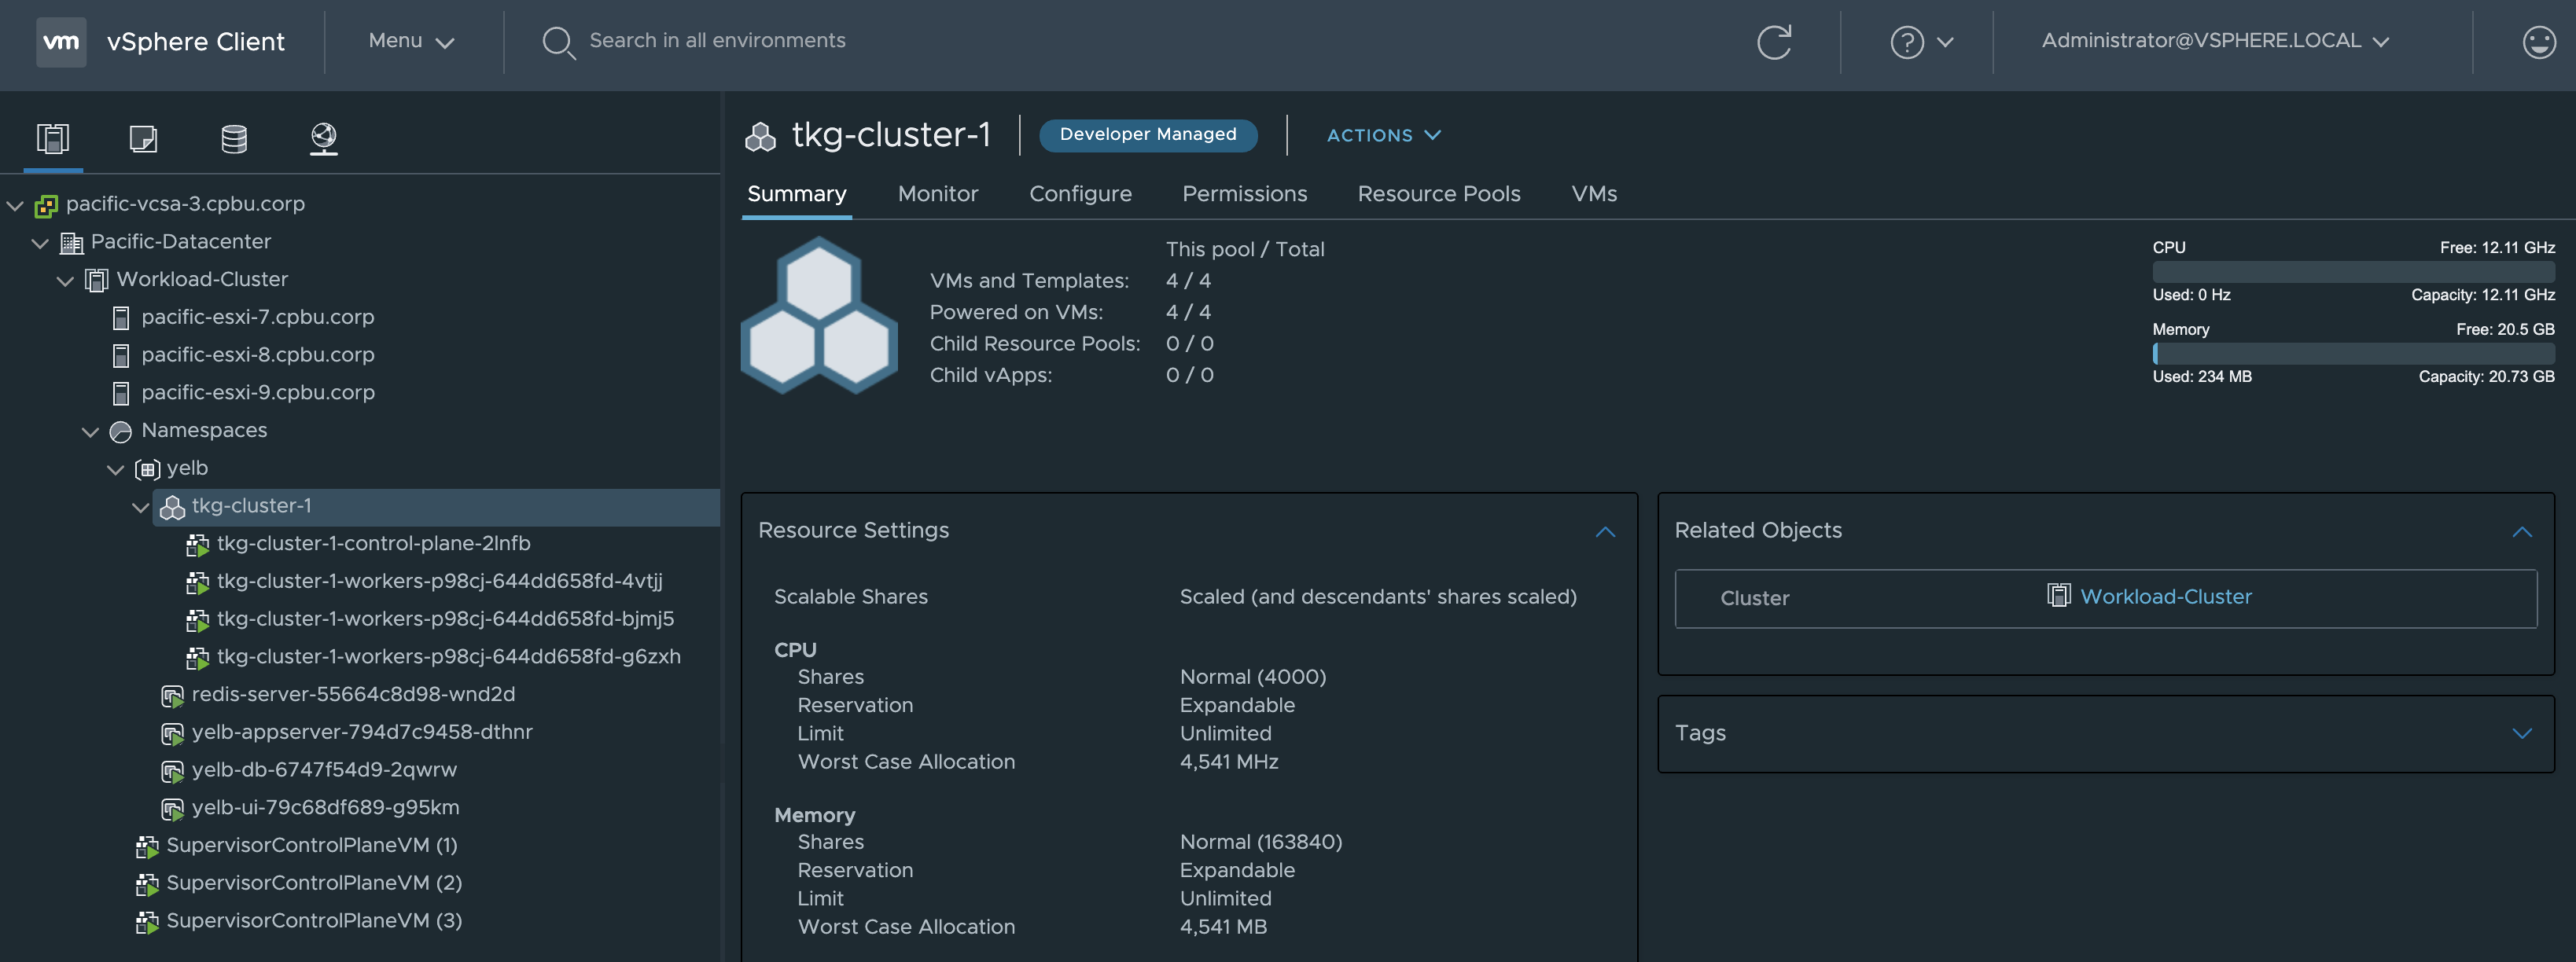 vm vSphere Client Menu Search in all environments ? Administrator@VSPHERE.LOCAL
pacific-vcsa-3.cpbu.corp
Pacific-Datacenter
Workload-Cluster
pacific-esxi-7.cpbu.corp
pacific-esxi-8.cpbu.corp
pacific-esxi-9.cpbu.corp
Namespaces
yelb
tkg-cluster-1
tkg-cluster-1-control-plane-2lnfb
tkg-cluster-1-workers-p98cj-644dd658fd-4vtjj
tkg-cluster-1-workers-p98cj-644dd658fd-bjmj5
tkg-cluster-1-workers-p98cj-644dd658fd-g6zxh
redis-server-55664c8d98-wnd2d
yelb-appserver-794d7c9458-dthnr
yelb-db-6747f54d9-2qwrw
yelb-ui-79c68df689-g95km
SupervisorControlPlaneVM (1)
SupervisorControlPlaneVM (2)
SupervisorControlPlaneVM (3)
tkg-cluster-1 Developer Managed ACTIONS
Summary Monitor Configure Permissions Resource Pools VMs
This pool / Total
VMs and Templates: 4 / 4
Powered on VMs: 4 / 4
Child Resource Pools: 0 / 0
Child vApps: 0 / 0
CPU Free: 12.11 GHz
Used: 0 Hz Capacity: 12.11 GHz
Memory Free: 20.5 GB
Used: 234 MB Capacity: 20.73 GB
Resource Settings
Scalable Shares Scaled (and descendants' shares scaled)
CPU
Shares Normal (4000)
Reservation Expandable
Limit Unlimited
Worst Case Allocation 4,541 MHz
Memory
Shares Normal (163840)
Reservation Expandable
Limit Unlimited
Worst Case Allocation 4,541 MB
Related Objects
Cluster Workload-Cluster
Tags